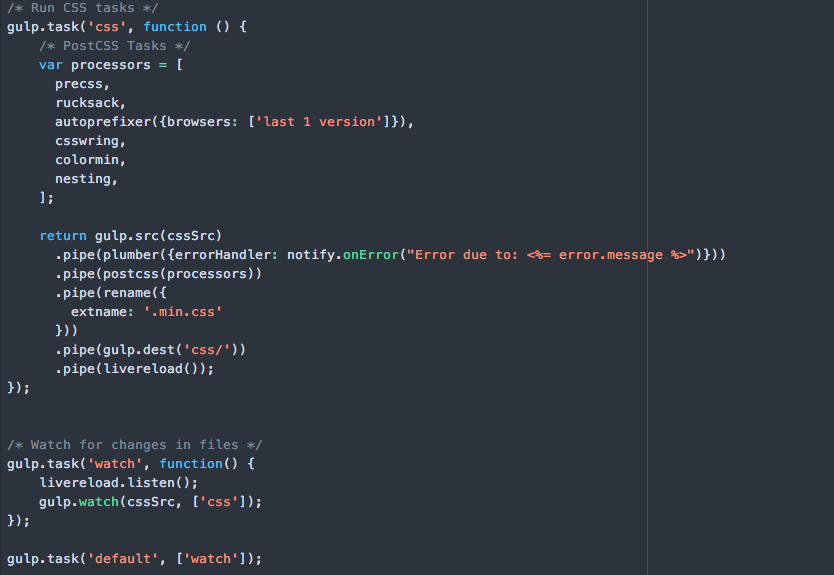 /* Run CSS tasks */
gulp.task('css', function () {
    /* PostCSS Tasks */
    var processors = [
      precss,
      rucksack,
      autoprefixer({browsers: ['last 1 version']}),
      csswring,
      colormin,
      nesting,
    ];

    return gulp.src(cssSrc)
      .pipe(plumber({errorHandler: notify.onError("Error due to: <%= error.message %>")}))
      .pipe(postcss(processors))
      .pipe(rename({
        extname: '.min.css'
      }))
      .pipe(gulp.dest('css/'))
      .pipe(livereload());
});


/* Watch for changes in files */
gulp.task('watch', function() {
    livereload.listen();
    gulp.watch(cssSrc, ['css']);
});

gulp.task('default', ['watch']);